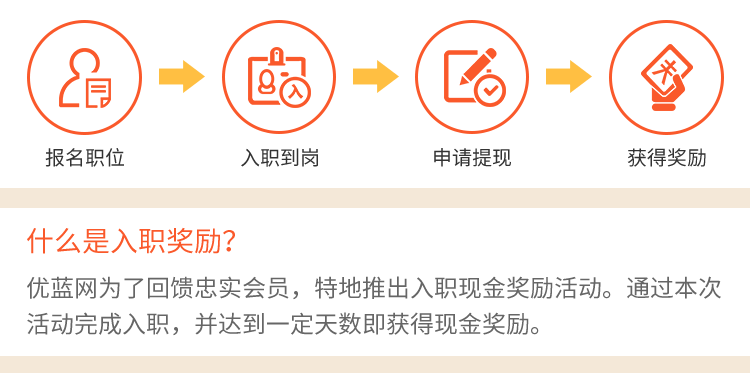 报名职位
入职到岗
申请提现
获得奖励
入
什么是入职奖励?
优蓝网为了回馈忠实会员，特地推出入职现金奖励活动。通过本次
活动完成入职，并达到一定天数即获得现金奖励。